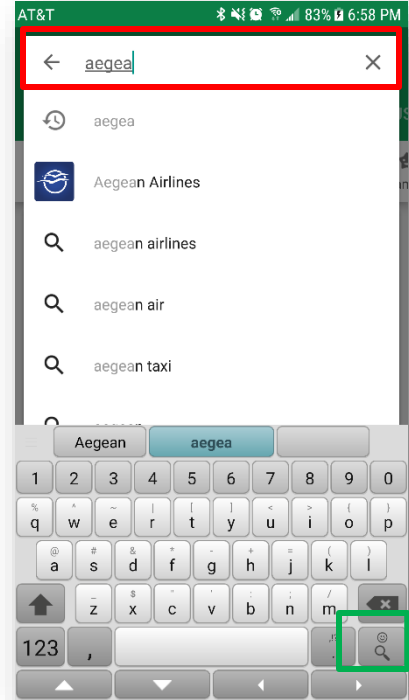 AT&T 83% 6:58 PM
aegea
aegea
Aegean Airlines
aegean airlines
aegean air
aegean taxi
Aegean aegea
1 2 3 4 5 6 7 8 9 0
% ^ ~ | [ ] < > { }
q w e r t y u i o p
@ # & * - + = ( )
a s d f g h j k l
_ $ " ' : ; /
z x c v b n m
123 , .